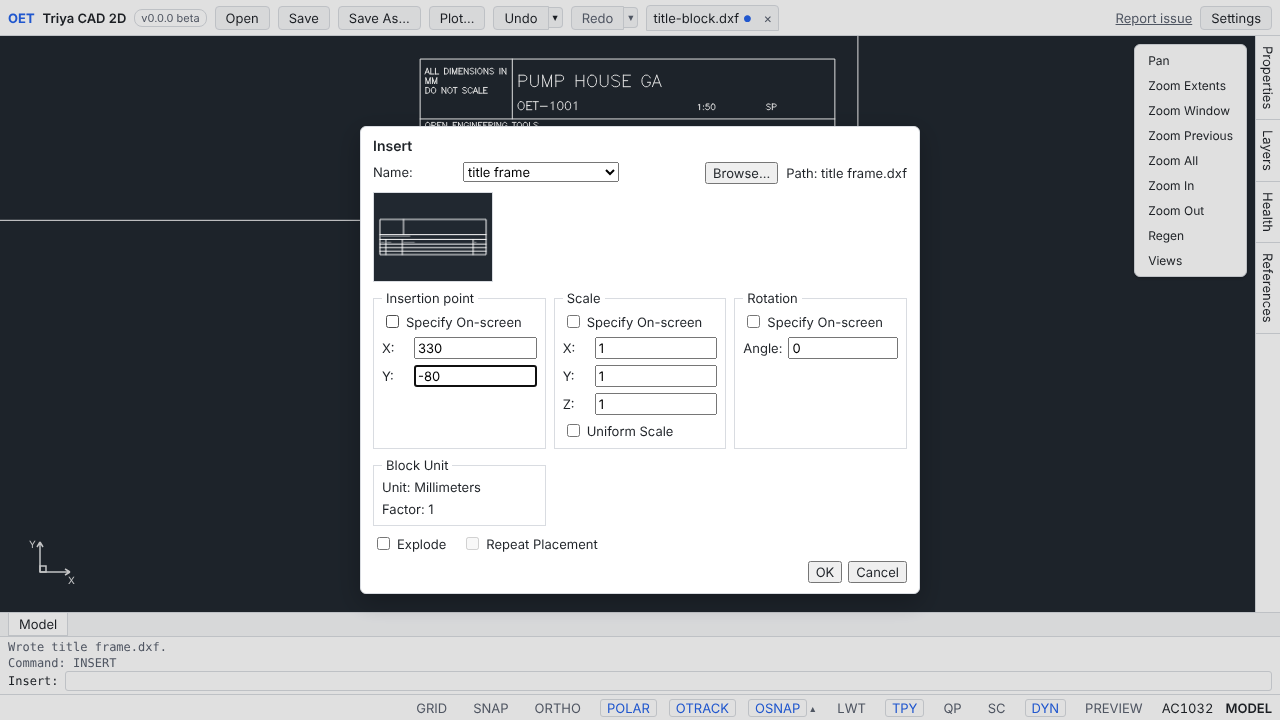 OET Triya CAD 2D v0.0.0 beta Open Save Save As... Plot... Undo ▾ Redo ▾ title-block.dxf × Report issue Settings
ALL DIMENSIONS IN
MM
DO NOT SCALE
PUMP HOUSE GA
OET-1001 1:50 SP
OPEN ENGINEERING TOOLS
Pan
Zoom Extents
Zoom Window
Zoom Previous
Zoom All
Zoom In
Zoom Out
Regen
Views
Properties
Layers
Health
References
Insert
Name: title frame Browse... Path: title frame.dxf
Insertion point
Specify On-screen
X: 330
Y: -80
Scale
Specify On-screen
X: 1
Y: 1
Z: 1
Uniform Scale
Rotation
Specify On-screen
Angle: 0
Block Unit
Unit: Millimeters
Factor: 1
Explode Repeat Placement
OK Cancel
Y
X
Model
Wrote title frame.dxf.
Command: INSERT
Insert:
GRID SNAP ORTHO POLAR OTRACK OSNAP ▴ LWT TPY QP SC DYN PREVIEW AC1032 MODEL